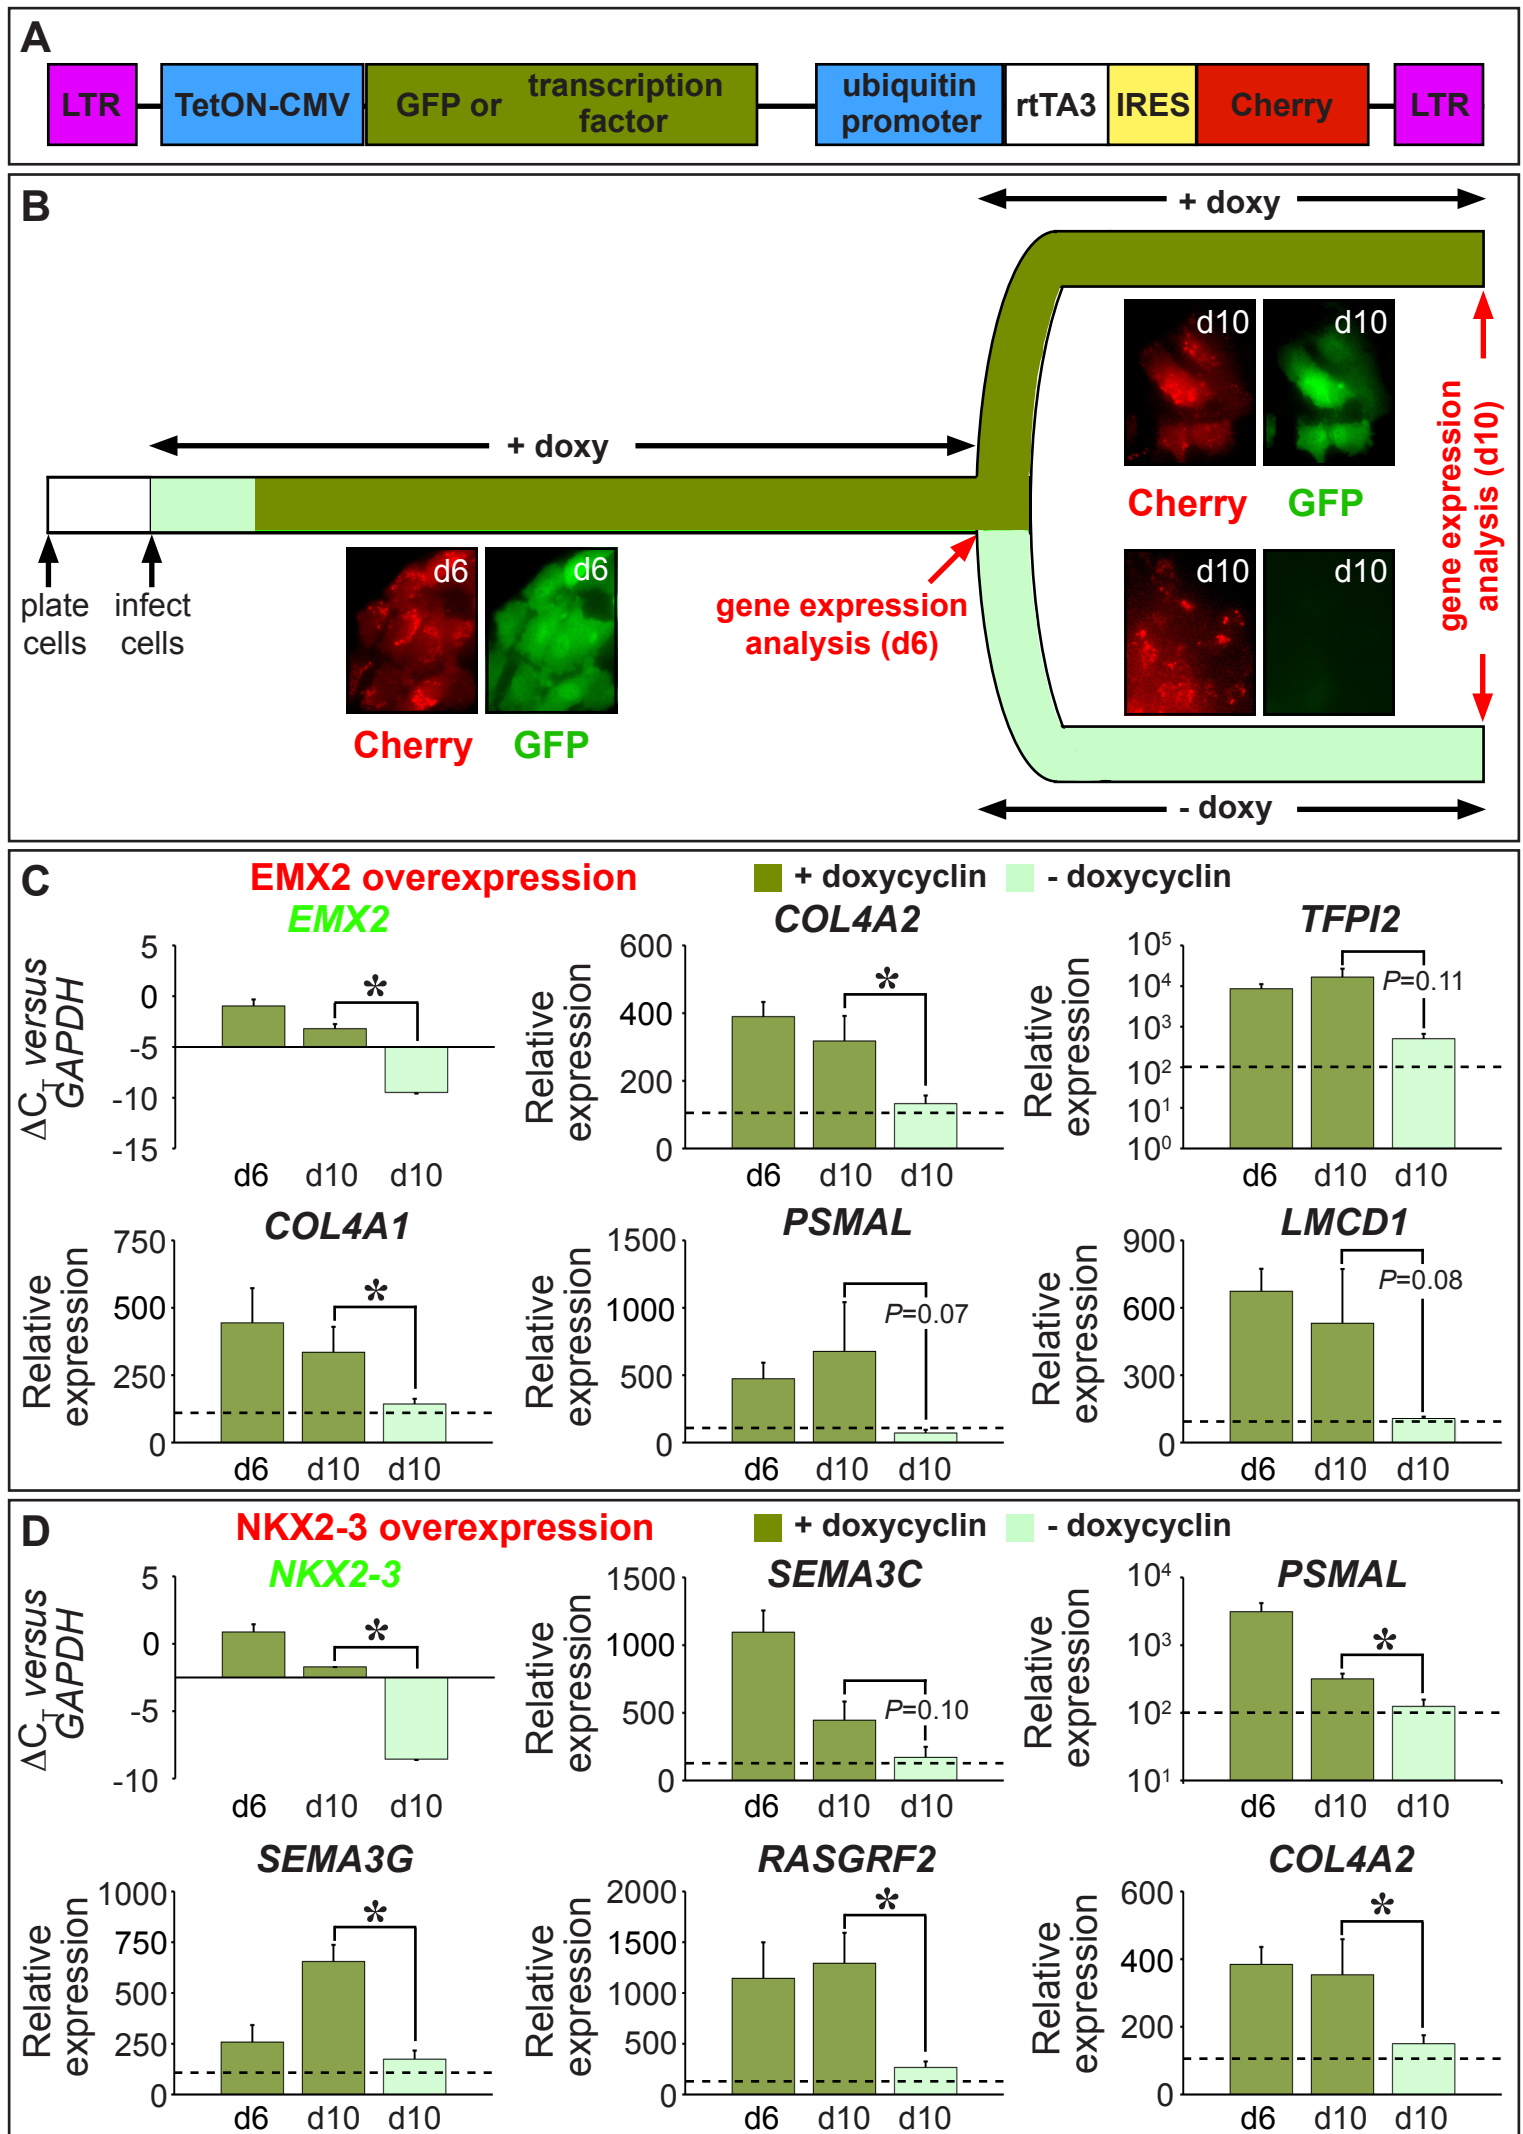 A
LTR TetON-CMV GFP or transcription factor ubiquitin promoter rtTA3 IRES Cherry LTR
B
+ doxy
d10 d10
+ doxy
Cherry GFP
d6 d6
d10 d10
plate cells
infect cells
gene expression
analysis (d6)
gene expression
analysis (d10)
Cherry GFP
- doxy
C
EMX2 overexpression
+ doxycyclin - doxycyclin
EMX2
ΔCT versus
GAPDH
5
0
-5
-10
-15
*
d6 d10 d10
COL4A2
Relative
expression
600
400
200
0
*
d6 d10 d10
TFPI2
Relative
expression
10⁵
10⁴
10³
10²
10¹
10⁰
P=0.11
d6 d10 d10
COL4A1
Relative
expression
750
500
250
0
*
d6 d10 d10
PSMAL
Relative
expression
1500
1000
500
0
P=0.07
d6 d10 d10
LMCD1
Relative
expression
900
600
300
0
P=0.08
d6 d10 d10
D
NKX2-3 overexpression
+ doxycyclin - doxycyclin
NKX2-3
ΔCT versus
GAPDH
5
0
-5
-10
*
d6 d10 d10
SEMA3C
Relative
expression
1500
1000
500
0
P=0.10
d6 d10 d10
PSMAL
Relative
expression
10⁴
10³
10²
10¹
*
d6 d10 d10
SEMA3G
Relative
expression
1000
750
500
250
0
*
d6 d10 d10
RASGRF2
Relative
expression
2000
1500
1000
500
0
*
d6 d10 d10
COL4A2
Relative
expression
600
400
200
0
*
d6 d10 d10